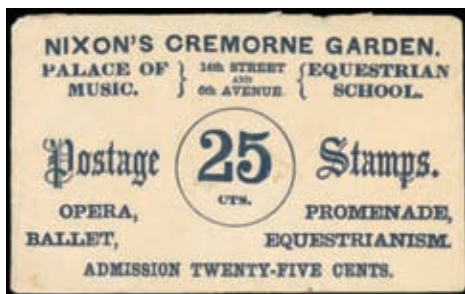 NIXON'S CREMORNE GARDEN.
PALACE OF MUSIC. } 14th STREET AND 6th AVENUE. { EQUESTRIAN SCHOOL.
Postage 25 CTS. Stamps.
OPERA, PROMENADE,
BALLET, EQUESTRIANISM.
ADMISSION TWENTY-FIVE CENTS.